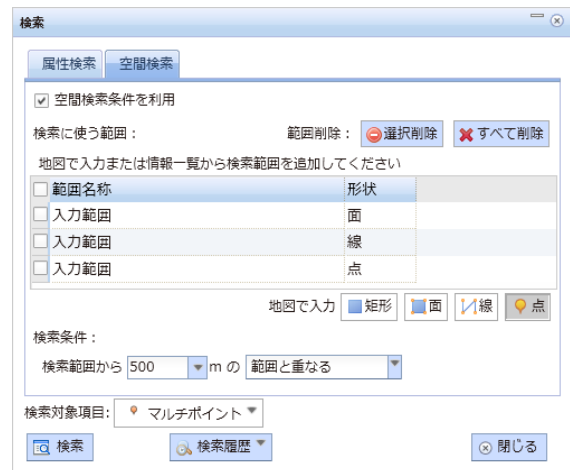 検索
属性検索 空間検索
空間検索条件を利用
検索に使う範囲： 範囲削除： 選択削除 すべて削除
地図で入力または情報一覧から検索範囲を追加してください
範囲名称 形状
入力範囲 面
入力範囲 線
入力範囲 点
地図で入力 矩形 面 線 点
検索条件：
検索範囲から 500 m の 範囲と重なる
検索対象項目: マルチポイント
検索 検索履歴 閉じる